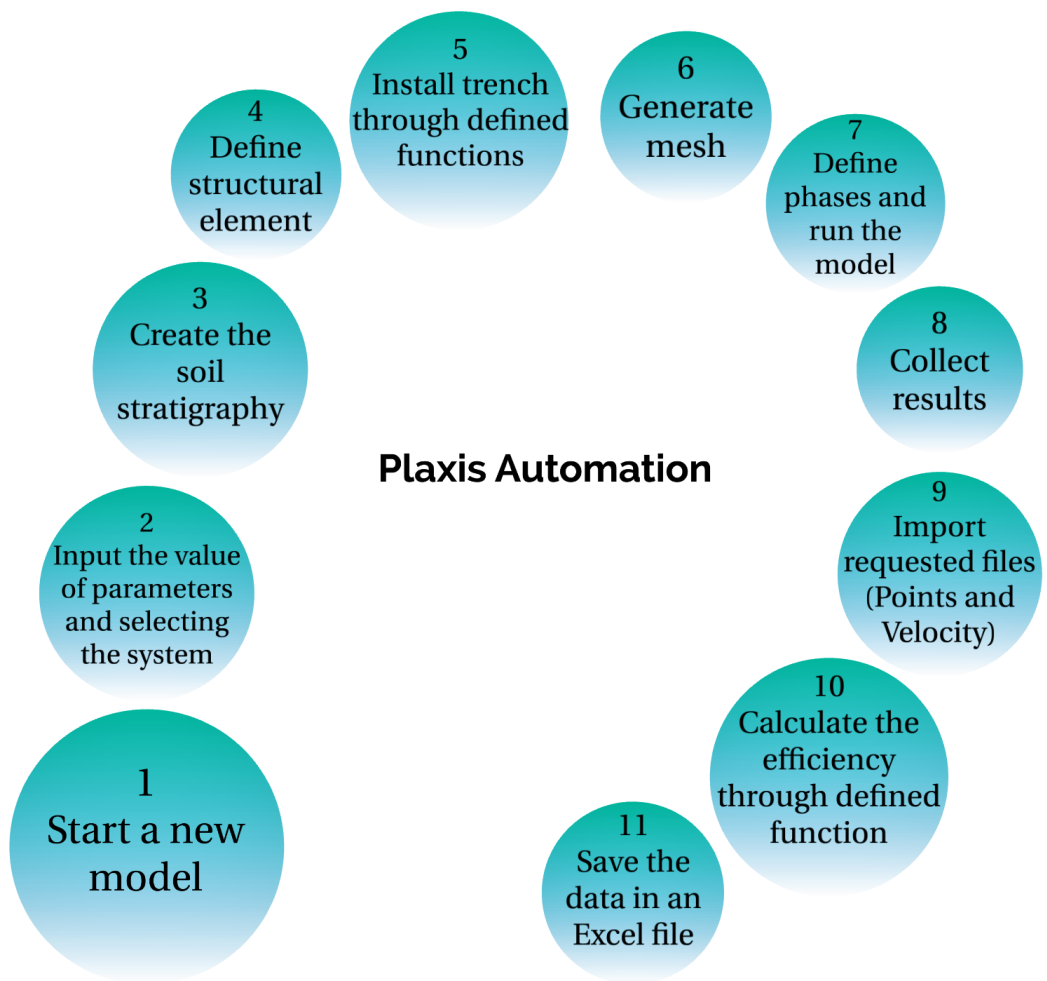 1
Start a new
model
2
Input the value
of parameters
and selecting
the system
3
Create the
soil
stratigraphy
4
Define
structural
element
5
Install trench
through defined
functions
6
Generate
mesh
7
Define
phases and
run the
model
8
Collect
results
9
Import
requested files
(Points and
Velocity)
10
Calculate the
efficiency
through defined
function
11
Save the
data in an
Excel file
Plaxis Automation